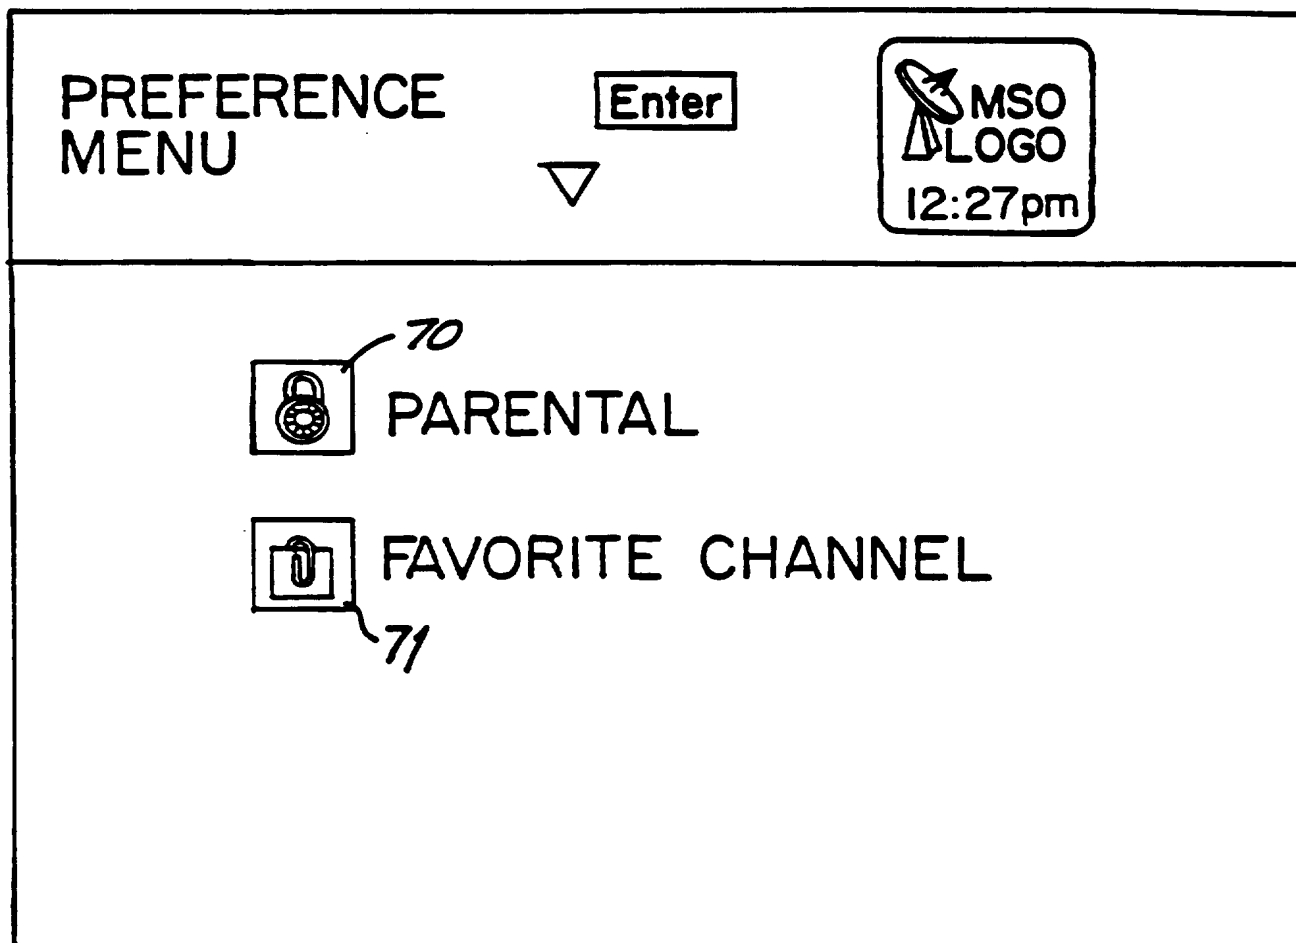 PREFERENCE
MENU
Enter
MSO
LOGO
12:27pm
70
PARENTAL
FAVORITE CHANNEL
71